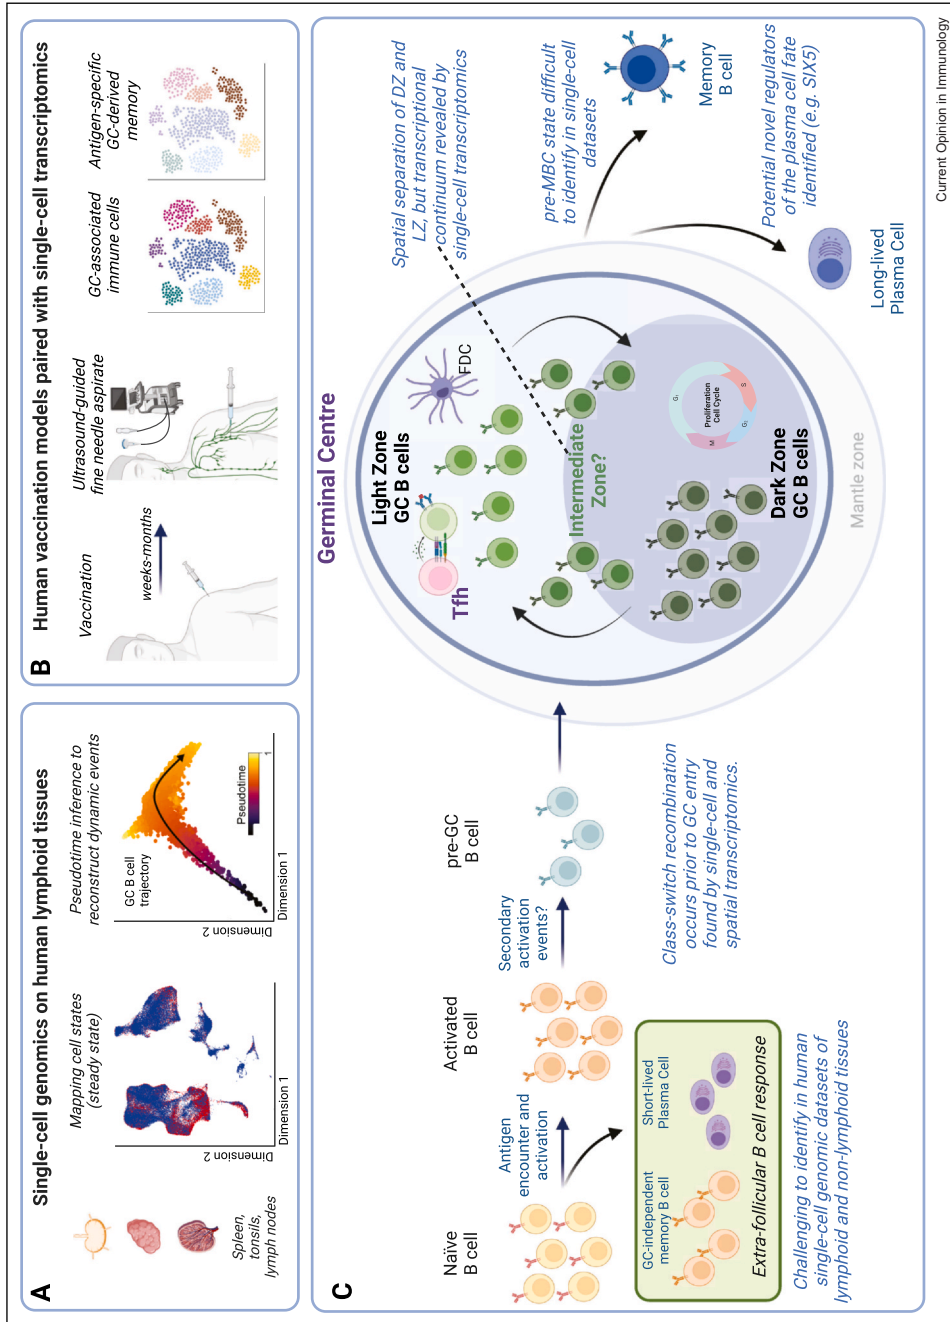 A
Single-cell genomics on human lymphoid tissues
Spleen,
tonsils,
lymph nodes
Mapping cell states
(steady state)
Dimension 2
Dimension 1
Pseudotime inference to
reconstruct dynamic events
GC B cell
trajectory
Pseudotime
1
Dimension 2
Dimension 1
B
Human vaccination models paired with single-cell transcriptomics
Vaccination
weeks-months
Ultrasound-guided
fine needle aspirate
GC-associated
immune cells
Antigen-specific
GC-derived
memory
C
Naïve
B cell
Antigen
encounter and
activation
Activated
B cell
Secondary
activation
events?
pre-GC
B cell
GC-independent
memory B cell
Short-lived
Plasma Cell
Extra-follicular B cell response
Challenging to identify in human
single-cell genomic datasets of
lymphoid and non-lymphoid tissues
Class-switch recombination
occurs prior to GC entry
found by single-cell and
spatial transcriptomics.
Germinal Centre
Light Zone
GC B cells
Tfh
FDC
Intermediate
Zone?
Dark Zone
GC B cells
Proliferation
Cell Cycle
G₁
S
G₂
M
Mantle zone
Spatial separation of DZ and
LZ, but transcriptional
continuum revealed by
single-cell transcriptomics
pre-MBC state difficult
to identify in single-cell
datasets
Memory
B cell
Potential novel regulators
of the plasma cell fate
identified (e.g. SIX5)
Long-lived
Plasma Cell
Current Opinion in Immunology